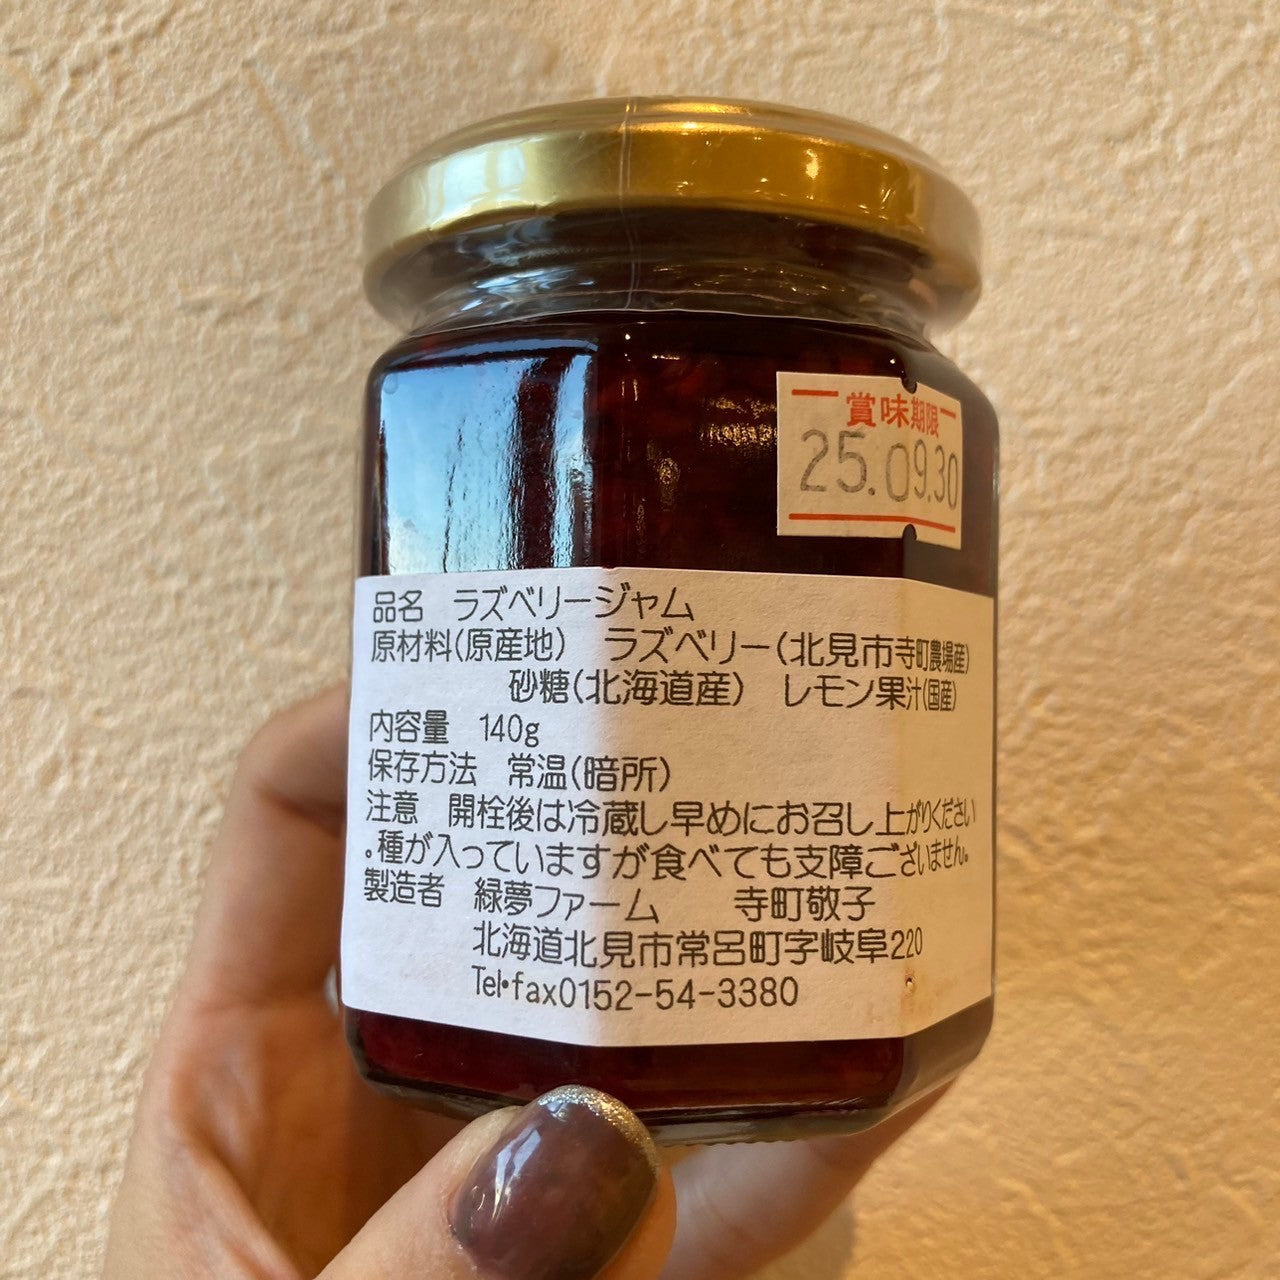 賞味期限
25.09.30
品名　ラズベリージャム
原材料(原産地)　ラズベリー(北見市寺町農場産)
砂糖(北海道産)　レモン果汁(国産)
内容量　140g
保存方法　常温(暗所)
注意　開栓後は冷蔵し早めにお召し上がりください
。種が入っていますが食べても支障ございません。
製造者　緑夢ファーム　　寺町敬子
北海道北見市常呂町字岐阜220
Tel・fax0152-54-3380